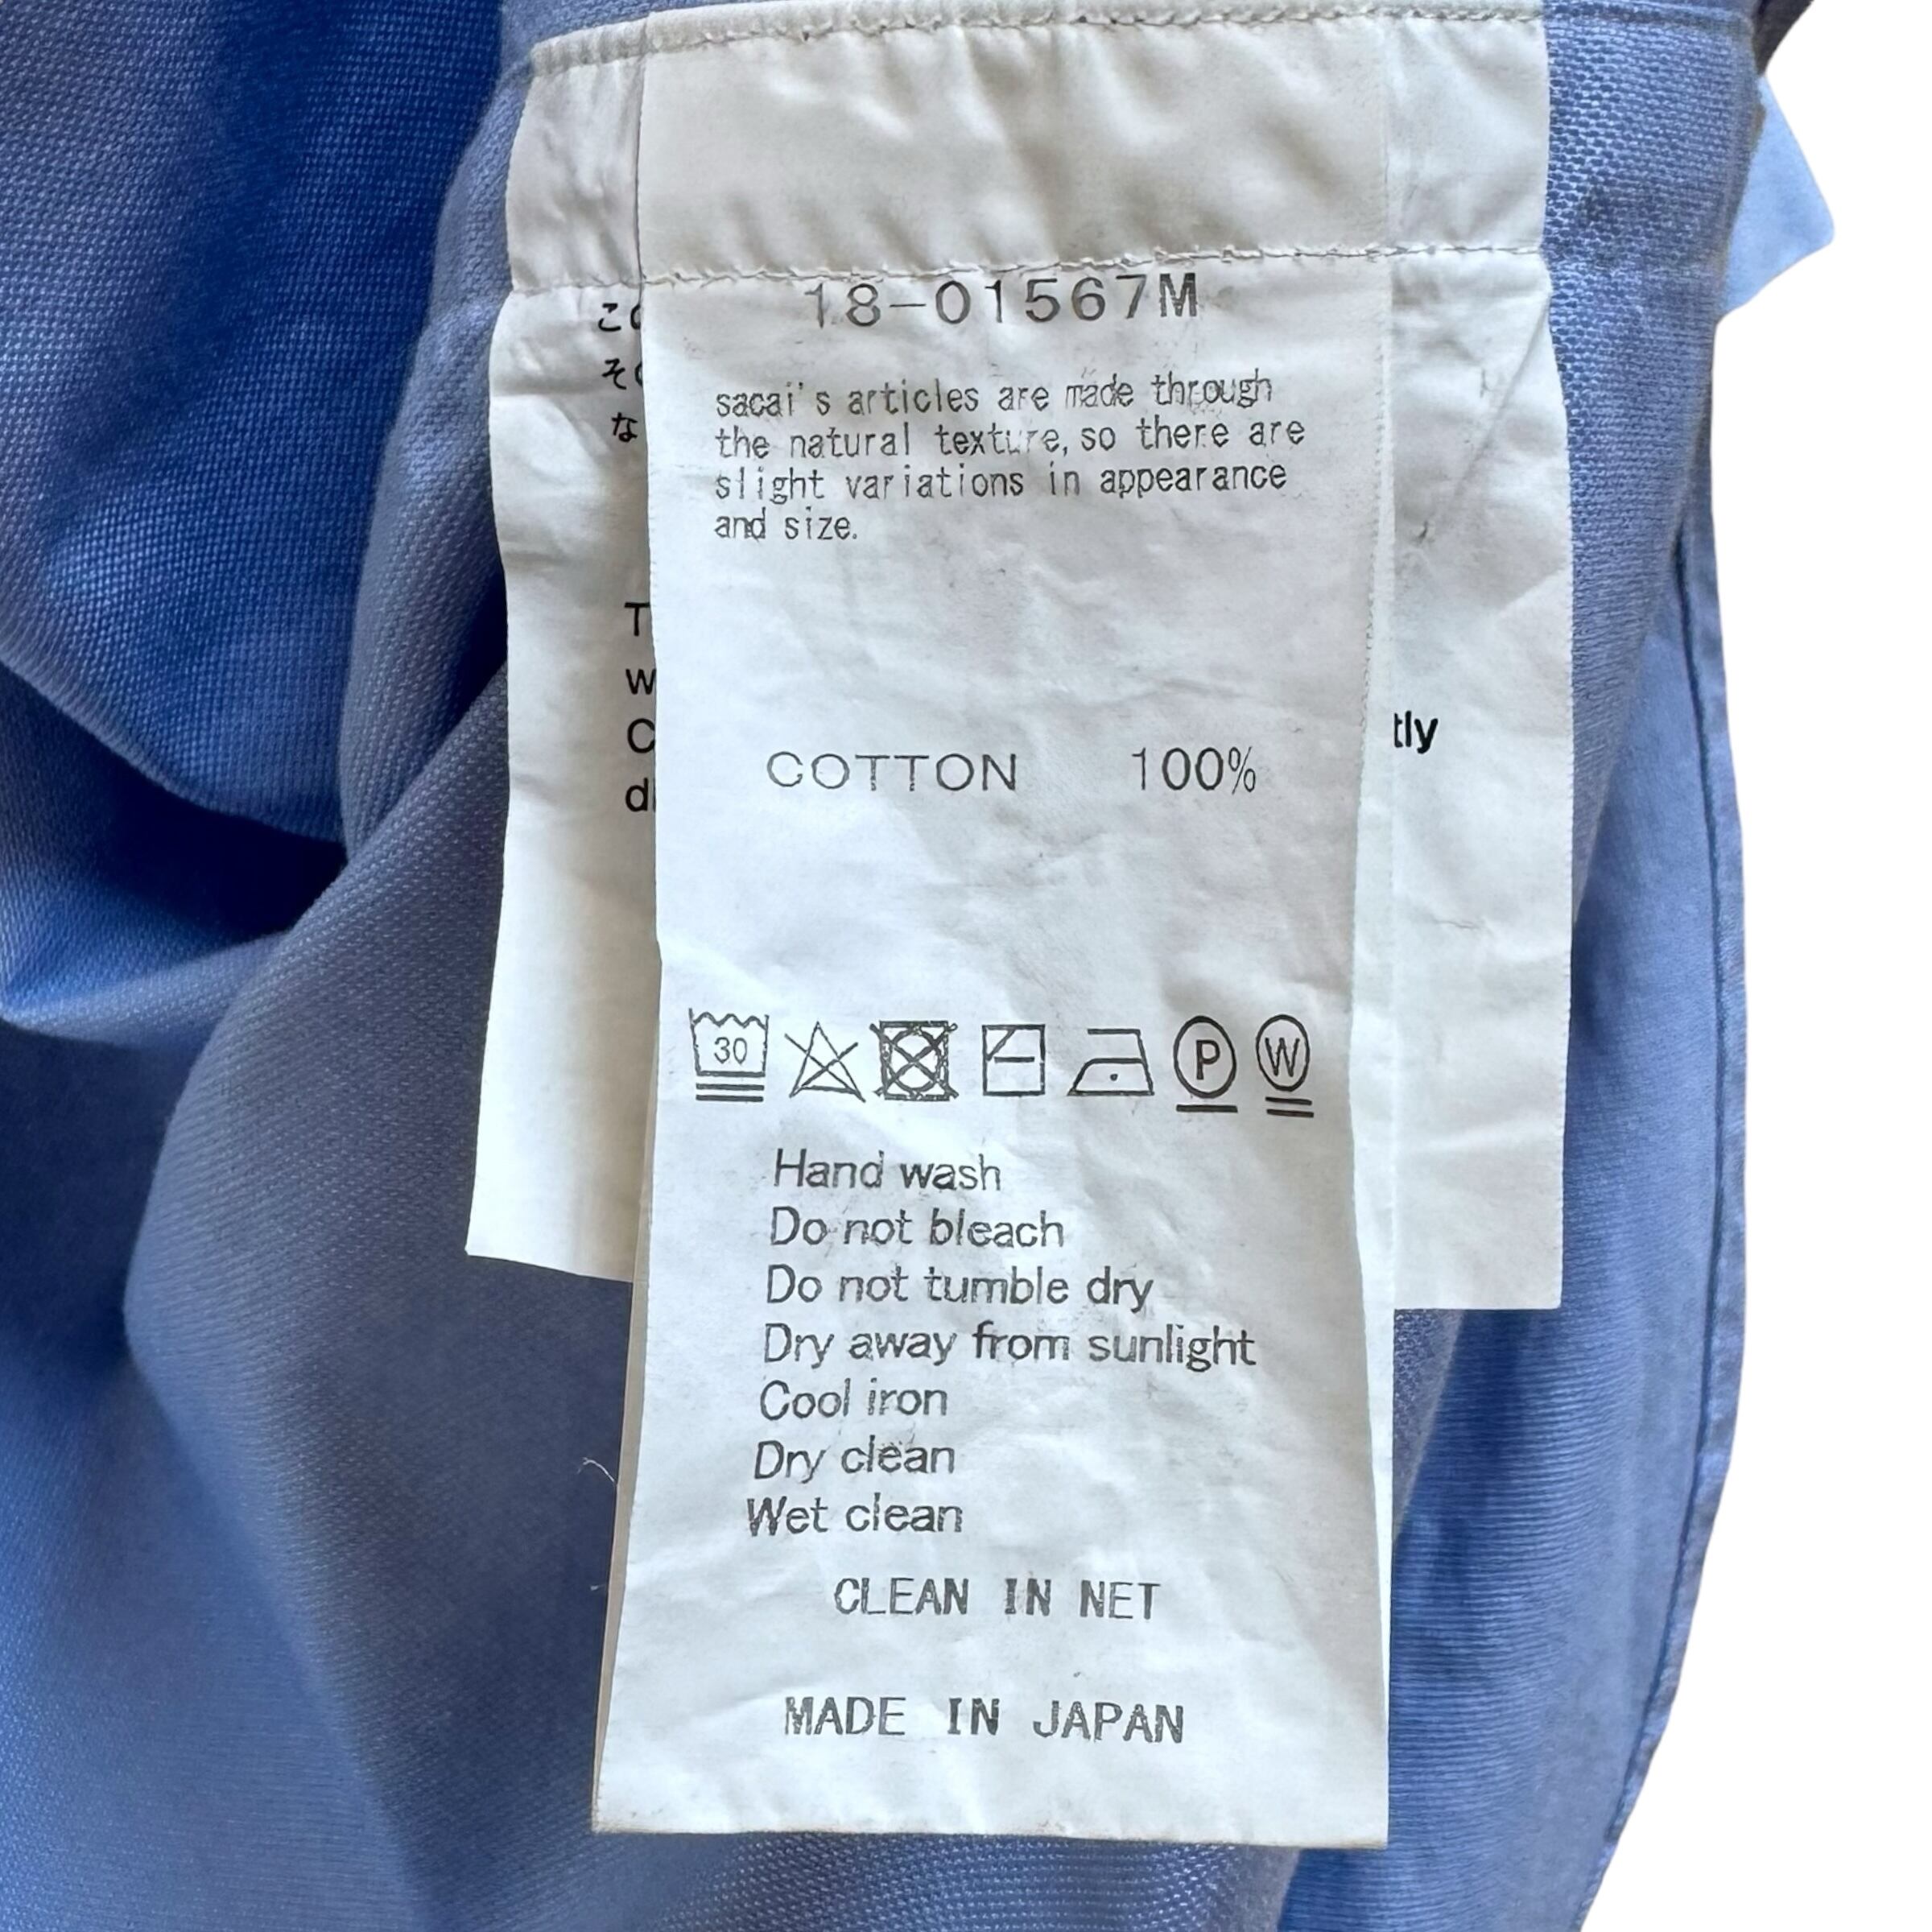 18-01567M
sacai's articles are made through
the natural texture, so there are
slight variations in appearance
and size.
COTTON 100%
30 P W
Hand wash
Do not bleach
Do not tumble dry
Dry away from sunlight
Cool iron
Dry clean
Wet clean
CLEAN IN NET
MADE IN JAPAN